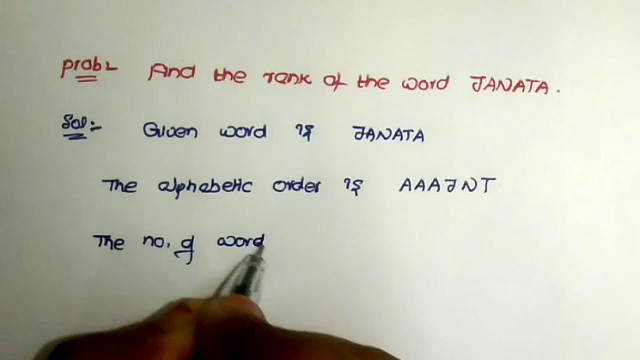 prob:- And the rank of the word JANATA.
Sol:- Given word is JANATA
The alphabetic order is AAAJNT
The no. of word